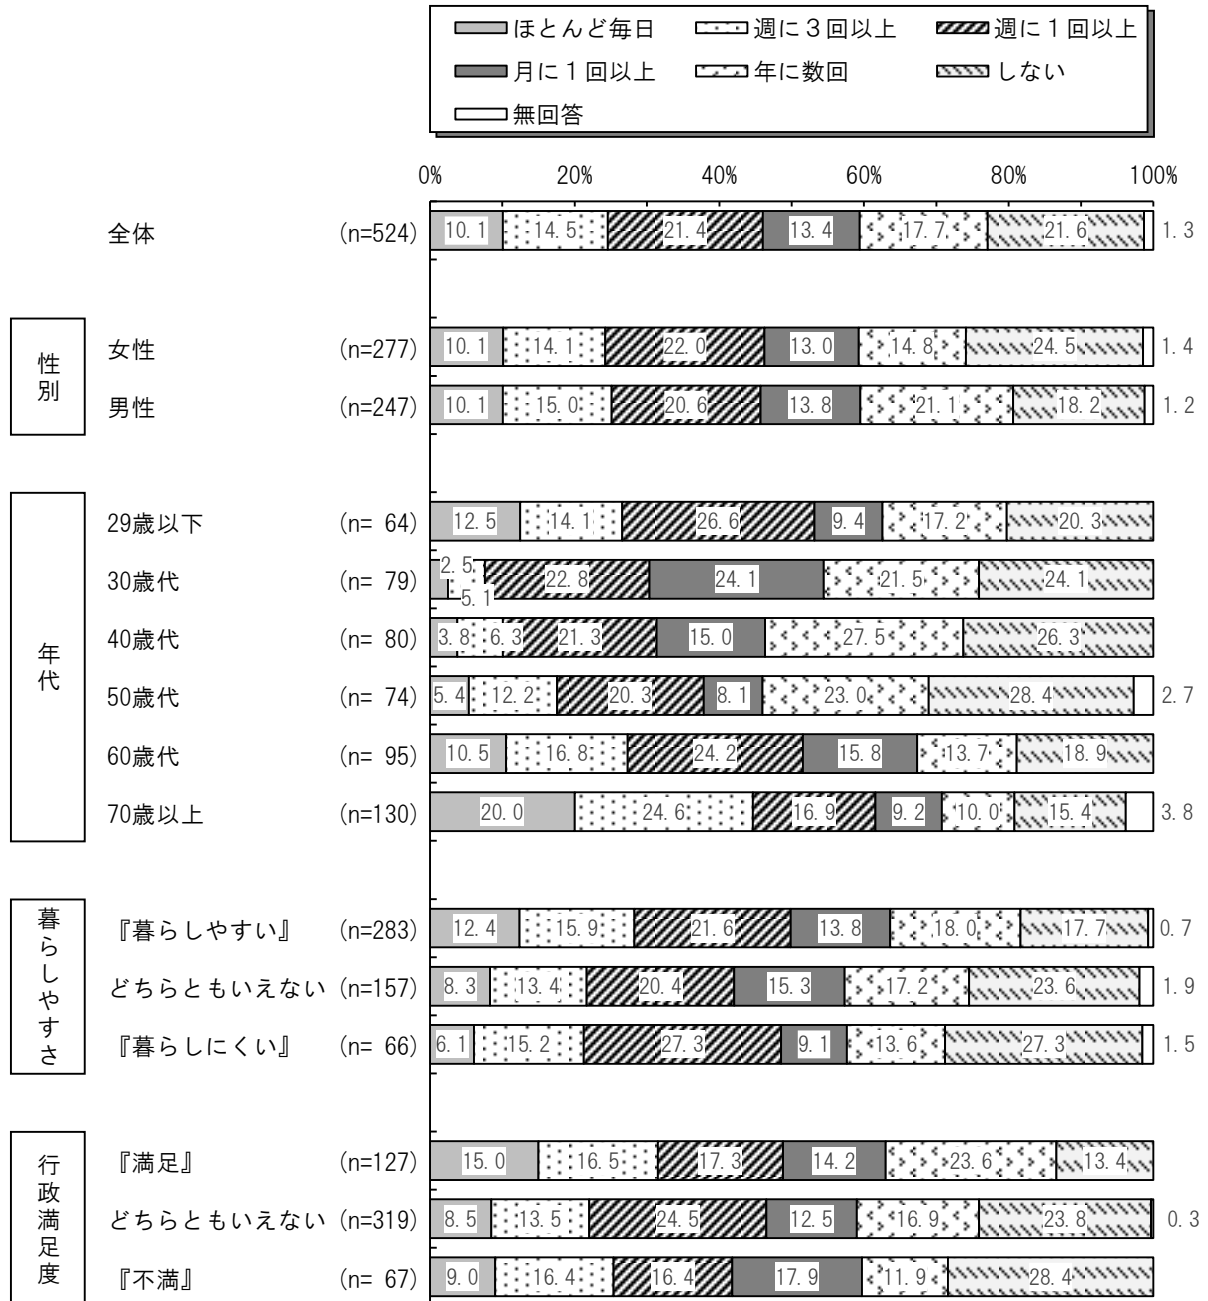 ほとんど毎日 週に３回以上 週に１回以上
月に１回以上 年に数回 しない
無回答
0% 20% 40% 60% 80% 100%
全体 (n=524) 10.1 14.5 21.4 13.4 17.7 21.6 1.3
性別
女性 (n=277) 10.1 14.1 22.0 13.0 14.8 24.5 1.4
男性 (n=247) 10.1 15.0 20.6 13.8 21.1 18.2 1.2
年代
29歳以下 (n= 64) 12.5 14.1 26.6 9.4 17.2 20.3
30歳代 (n= 79) 2.5 5.1 22.8 24.1 21.5 24.1
40歳代 (n= 80) 3.8 6.3 21.3 15.0 27.5 26.3
50歳代 (n= 74) 5.4 12.2 20.3 8.1 23.0 28.4 2.7
60歳代 (n= 95) 10.5 16.8 24.2 15.8 13.7 18.9
70歳以上 (n=130) 20.0 24.6 16.9 9.2 10.0 15.4 3.8
暮らしやすさ
『暮らしやすい』 (n=283) 12.4 15.9 21.6 13.8 18.0 17.7 0.7
どちらともいえない (n=157) 8.3 13.4 20.4 15.3 17.2 23.6 1.9
『暮らしにくい』 (n= 66) 6.1 15.2 27.3 9.1 13.6 27.3 1.5
行政満足度
『満足』 (n=127) 15.0 16.5 17.3 14.2 23.6 13.4
どちらともいえない (n=319) 8.5 13.5 24.5 12.5 16.9 23.8 0.3
『不満』 (n= 67) 9.0 16.4 16.4 17.9 11.9 28.4